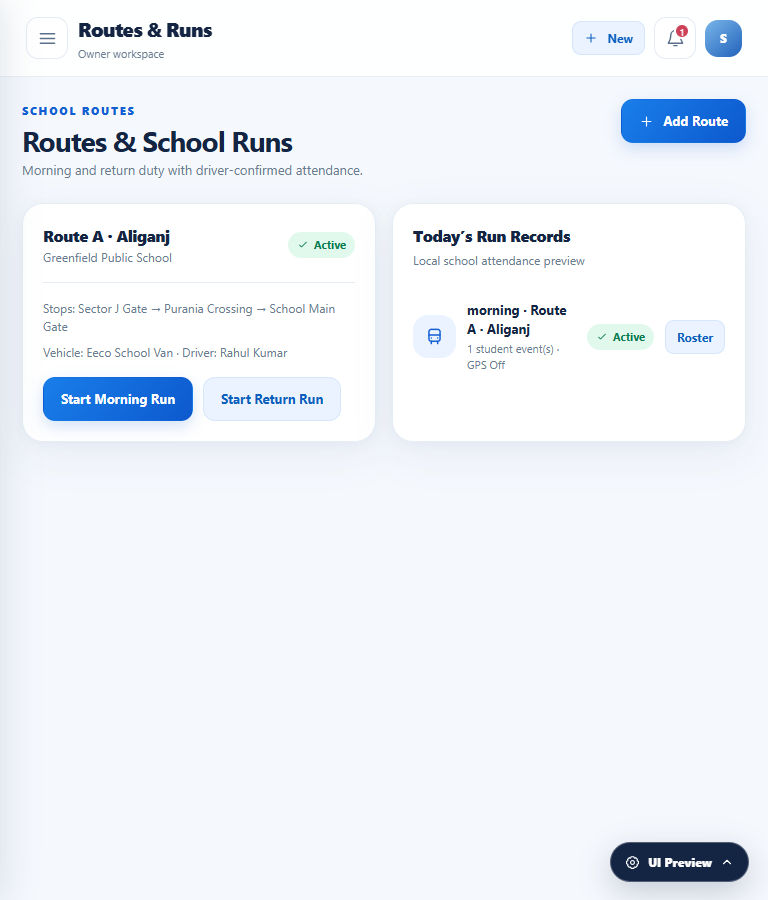 Routes & Runs
Owner workspace
New
1
S
SCHOOL ROUTES
Routes & School Runs
Morning and return duty with driver-confirmed attendance.
Add Route
Route A · Aliganj
Greenfield Public School
Active
Stops: Sector J Gate → Purania Crossing → School Main
Gate
Vehicle: Eeco School Van · Driver: Rahul Kumar
Start Morning Run
Start Return Run
Today's Run Records
Local school attendance preview
morning · Route
A · Aliganj
1 student event(s) ·
GPS Off
Active
Roster
UI Preview